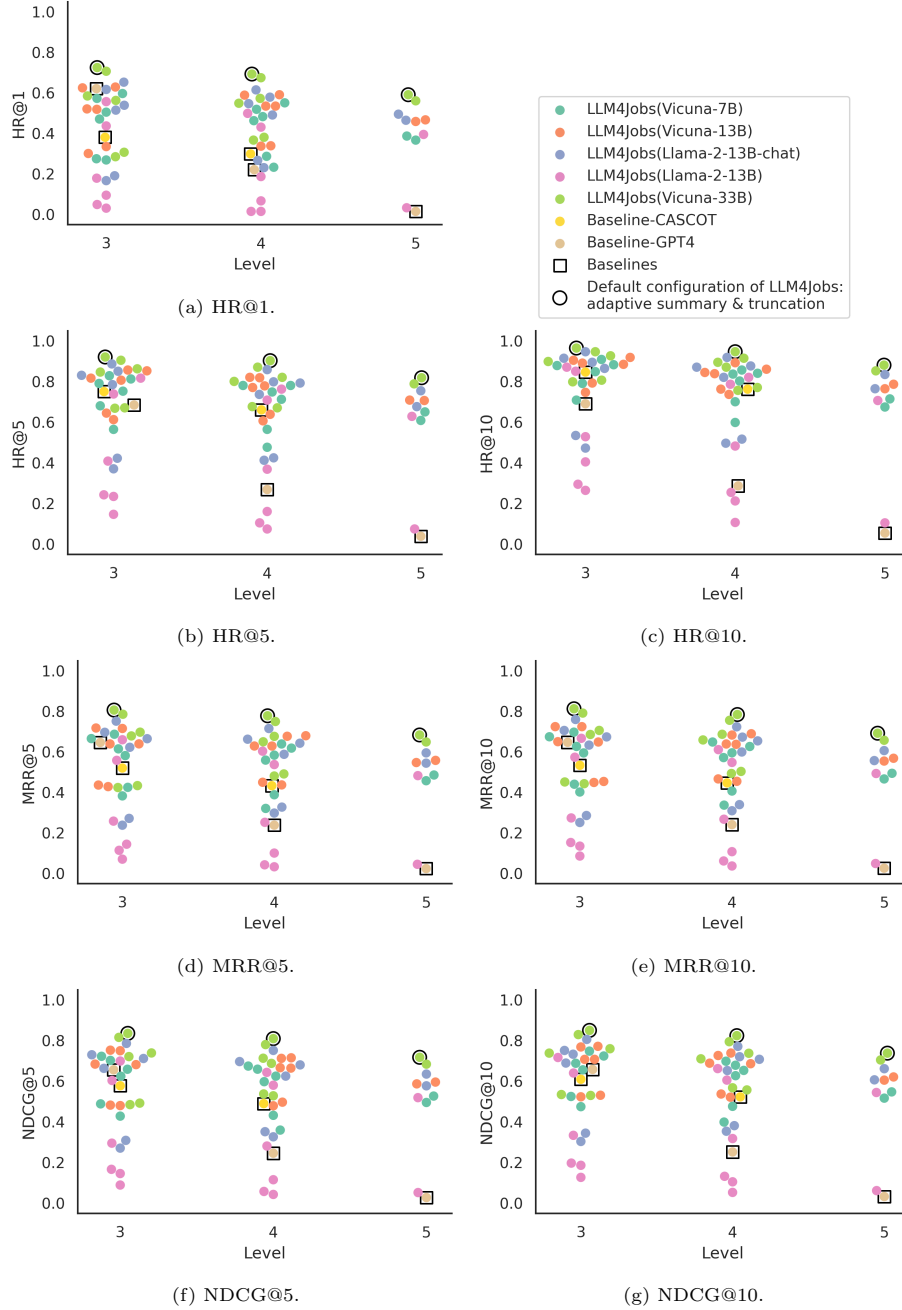 1.0
0.8
0.6
0.4
0.2
0.0
HR@1
3
4
5
Level
(a) HR@1.
LLM4Jobs(Vicuna-7B)
LLM4Jobs(Vicuna-13B)
LLM4Jobs(Llama-2-13B-chat)
LLM4Jobs(Llama-2-13B)
LLM4Jobs(Vicuna-33B)
Baseline-CASCOT
Baseline-GPT4
Baselines
Default configuration of LLM4Jobs:
adaptive summary & truncation
1.0
0.8
0.6
0.4
0.2
0.0
HR@5
3
4
5
Level
(b) HR@5.
1.0
0.8
0.6
0.4
0.2
0.0
HR@10
3
4
5
Level
(c) HR@10.
1.0
0.8
0.6
0.4
0.2
0.0
MRR@5
3
4
5
Level
(d) MRR@5.
1.0
0.8
0.6
0.4
0.2
0.0
MRR@10
3
4
5
Level
(e) MRR@10.
1.0
0.8
0.6
0.4
0.2
0.0
NDCG@5
3
4
5
Level
(f) NDCG@5.
1.0
0.8
0.6
0.4
0.2
0.0
NDCG@10
3
4
5
Level
(g) NDCG@10.